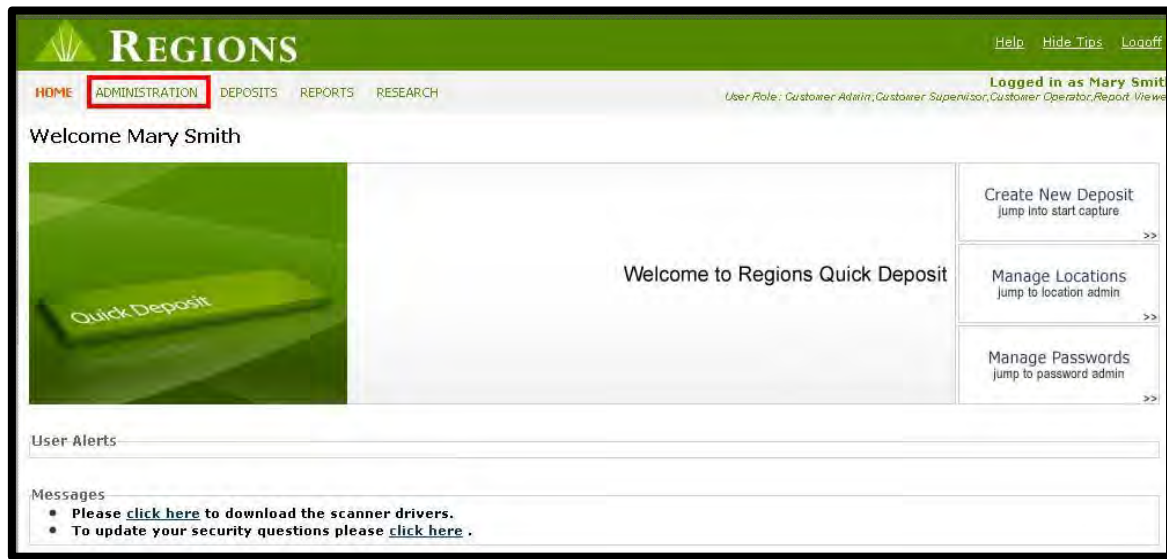 REGIONS
Help Hide Tips Logoff
HOME ADMINISTRATION DEPOSITS REPORTS RESEARCH
Logged in as Mary Smit
User Role: Customer Admin,Customer Supervisor,Customer Operator,Report Viewe
Welcome Mary Smith
Quick Deposit
Welcome to Regions Quick Deposit
Create New Deposit
jump into start capture
>>
Manage Locations
jump to location admin
>>
Manage Passwords
jump to password admin
>>
User Alerts
Messages
• Please click here to download the scanner drivers.
• To update your security questions please click here .